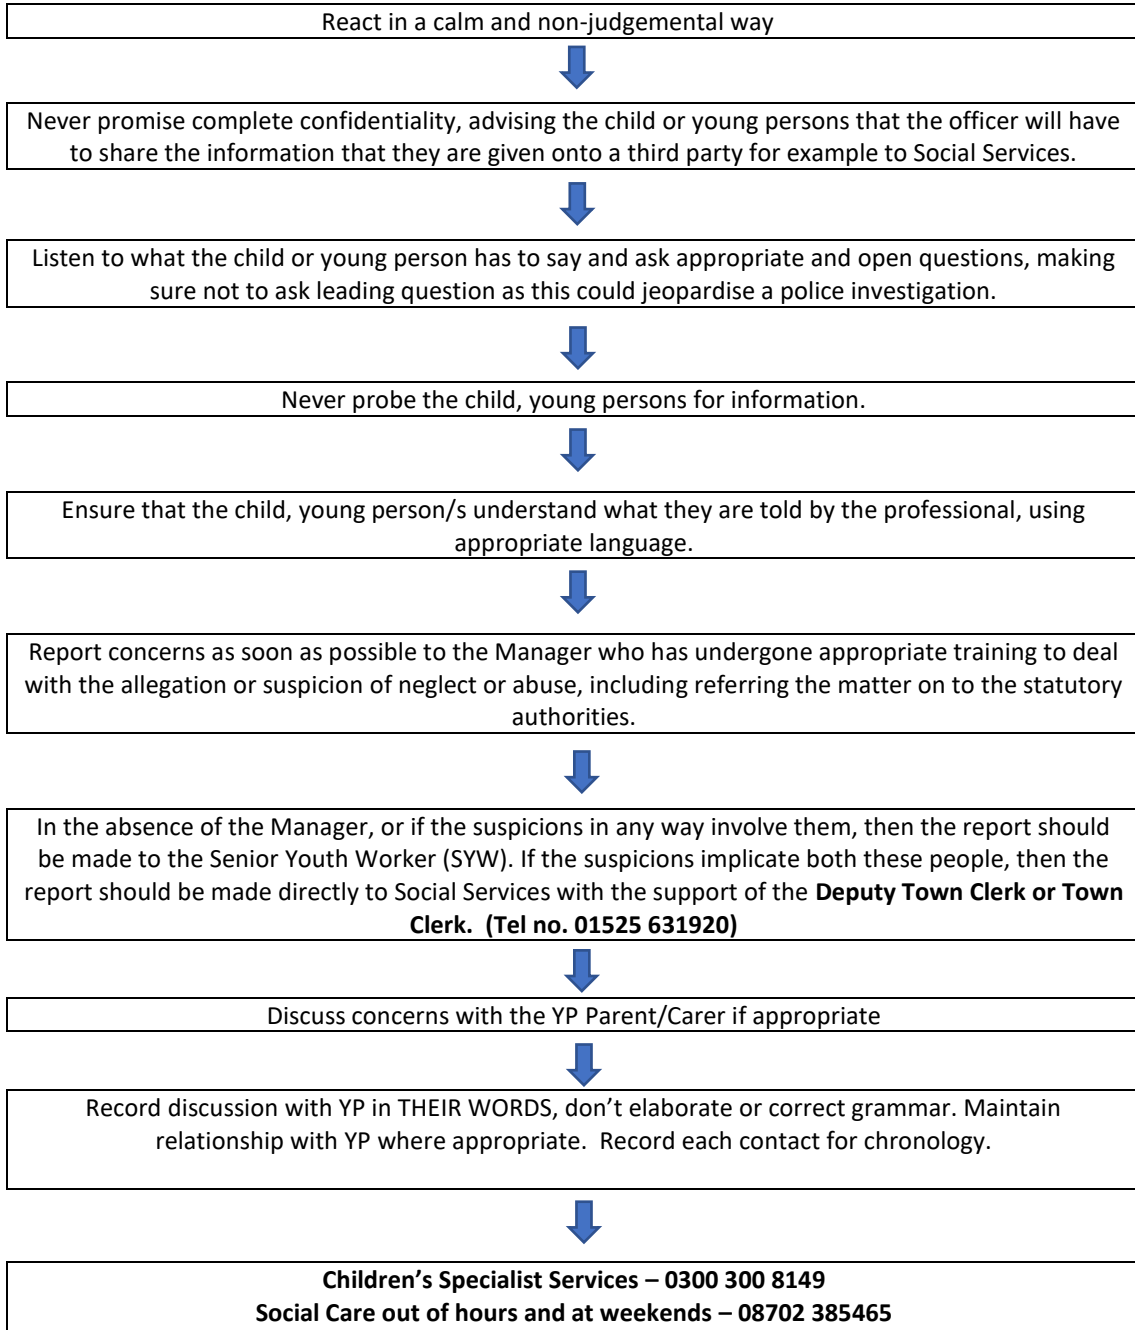 React in a calm and non-judgemental way
Never promise complete confidentiality, advising the child or young persons that the officer will have
to share the information that they are given onto a third party for example to Social Services.
Listen to what the child or young person has to say and ask appropriate and open questions, making
sure not to ask leading question as this could jeopardise a police investigation.
Never probe the child, young persons for information.
Ensure that the child, young person/s understand what they are told by the professional, using
appropriate language.
Report concerns as soon as possible to the Manager who has undergone appropriate training to deal
with the allegation or suspicion of neglect or abuse, including referring the matter on to the statutory
authorities.
In the absence of the Manager, or if the suspicions in any way involve them, then the report should
be made to the Senior Youth Worker (SYW). If the suspicions implicate both these people, then the
report should be made directly to Social Services with the support of the Deputy Town Clerk or Town
Clerk. (Tel no. 01525 631920)
Discuss concerns with the YP Parent/Carer if appropriate
Record discussion with YP in THEIR WORDS, don't elaborate or correct grammar. Maintain
relationship with YP where appropriate. Record each contact for chronology.
Children's Specialist Services – 0300 300 8149
Social Care out of hours and at weekends – 08702 385465